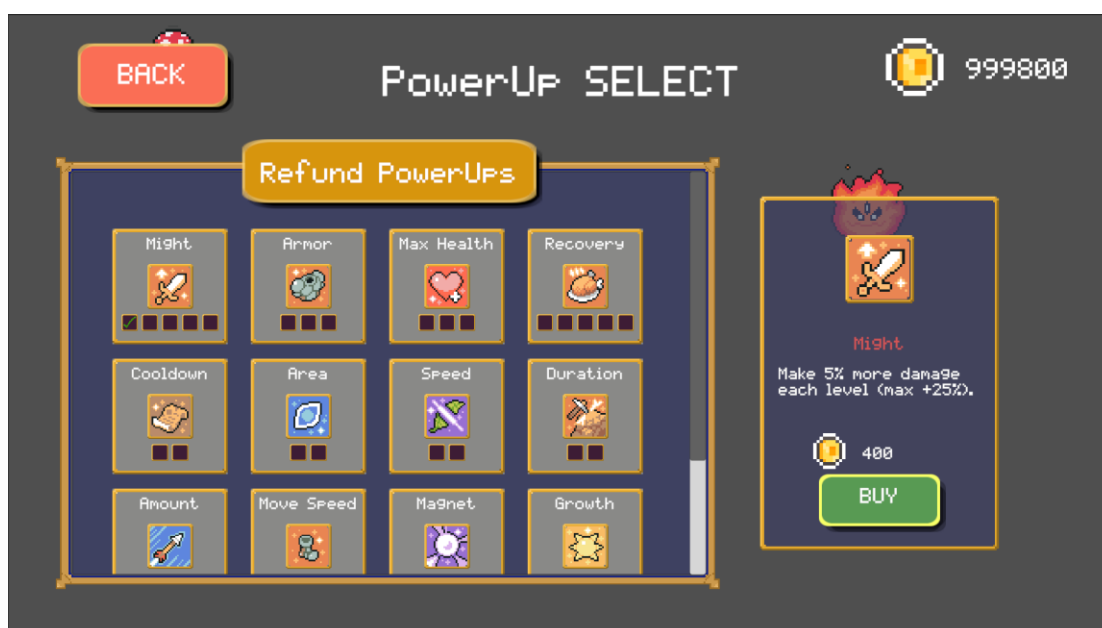 BACK
PowerUp SELECT
999800
Refund PowerUps
Might
Armor
Max Health
Recovery
Cooldown
Area
Speed
Duration
Amount
Move Speed
Magnet
Growth
Might
Make 5% more damage
each level (max +25%).
400
BUY